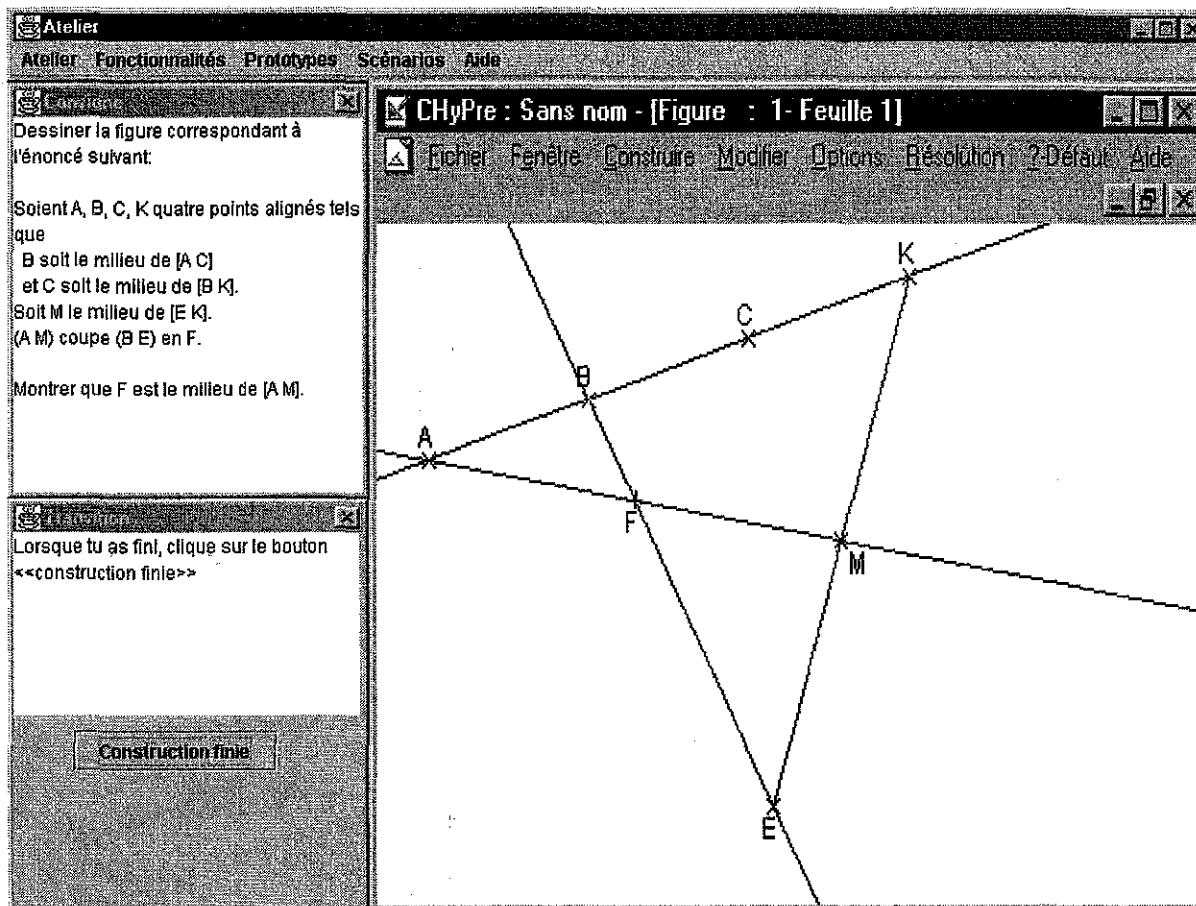 Atelier
Atelier Fonctionnalités Prototypes Scénarios Aide
Dessiner la figure correspondant à
l'énoncé suivant:
Soient A, B, C, K quatre points alignés tels
que
B soit le milieu de [A C]
et C soit le milieu de [B K].
Soit M le milieu de [E K].
(A M) coupe (B E) en F.
Montrer que F est le milieu de [A M].
Lorsque tu as fini, clique sur le bouton
<<construction finie>>
Construction finie
CHyPre : Sans nom - [Figure : 1- Feuille 1]
Fichier Fenêtre Construire Modifier Options Résolution ?-Défaut Aide
K
C
B
A
F
M
E